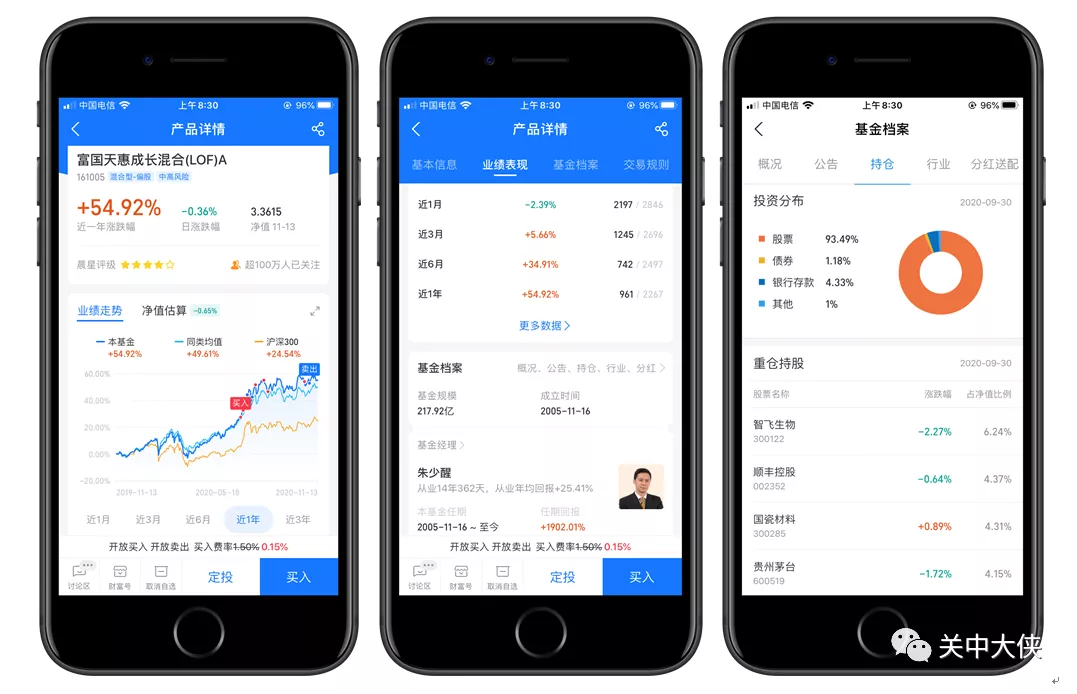 中国电信 上午8:30 96%
产品详情
富国天惠成长混合(LOF)A
161005 混合型-偏股 中高风险
+54.92% -0.36% 3.3615
近一年涨跌幅 日涨跌幅 净值 11-13
晨星评级 超100万人已关注
业绩走势 净值估算 -0.65%
本基金 同类均值 沪深300
+54.92% +49.61% +24.54%
卖出
60.00%
买入
40.00%
20.00%
0.00%
-20.00%
2019-11-13 2020-05-18 2020-11-13
近1月 近3月 近6月 近1年 近3年
开放买入 开放卖出 买入费率1.50% 0.15%
讨论区 财富号 取消自选 定投 买入
中国电信 上午8:30 96%
产品详情
基本信息 业绩表现 基金档案 交易规则
近1月 -2.39% 2197 / 2846
近3月 +5.66% 1245 / 2696
近6月 +34.91% 742 / 2497
近1年 +54.92% 961 / 2267
更多数据
基金档案 概况、公告、持仓、行业、分红
基金规模 成立时间
217.92亿 2005-11-16
基金经理
朱少醒
从业14年362天，从业年均回报+25.41%
本基金任期 任期回报
2005-11-16 ~ 至今 +1902.01%
开放买入 开放卖出 买入费率1.50% 0.15%
讨论区 财富号 取消自选 定投 买入
中国电信 上午8:30 96%
基金档案
概况 公告 持仓 行业 分红送配
投资分布 2020-09-30
股票 93.49%
债券 1.18%
银行存款 4.33%
其他 1%
重仓持股 2020-09-30
股票名称 涨跌幅 占净值比例
智飞生物 -2.27% 6.24%
300122
顺丰控股 -0.64% 4.37%
002352
国瓷材料 +0.89% 4.31%
300285
贵州茅台 -1.72% 4.15%
600519
关中大侠